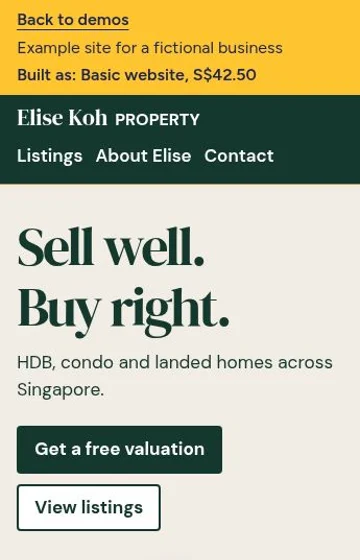 Back to demos
Example site for a fictional business
Built as: Basic website, S$42.50
Elise Koh PROPERTY
Listings About Elise Contact
Sell well.
Buy right.
HDB, condo and landed homes across
Singapore.
Get a free valuation
View listings